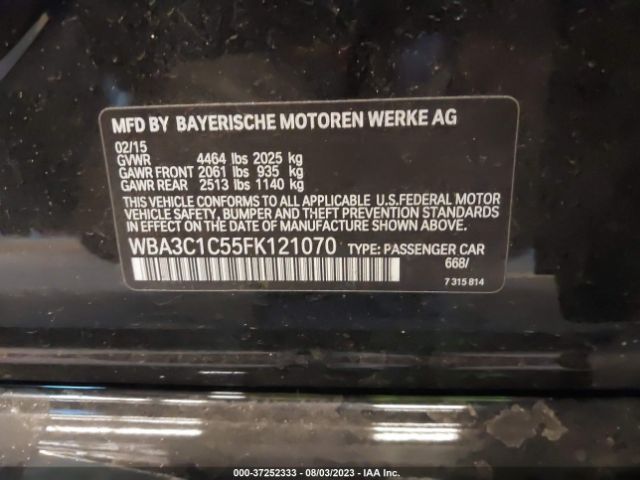 MFD BY BAYERISCHE MOTOREN WERKE AG
02/15
GVWR 4464 lbs 2025 kg
GAWR FRONT 2061 lbs 935 kg
GAWR REAR 2513 lbs 1140 kg
THIS VEHICLE CONFORMS TO ALL APPLICABLE U.S.FEDERAL MOTOR
VEHICLE SAFETY, BUMPER AND THEFT PREVENTION STANDARDS
IN EFFECT ON THE DATE OF MANUFACTURE SHOWN ABOVE.
WBA3C1C55FK121070 TYPE: PASSENGER CAR
668/
7 315 814
000-37252333 - 08/03/2023 - IAA Inc.